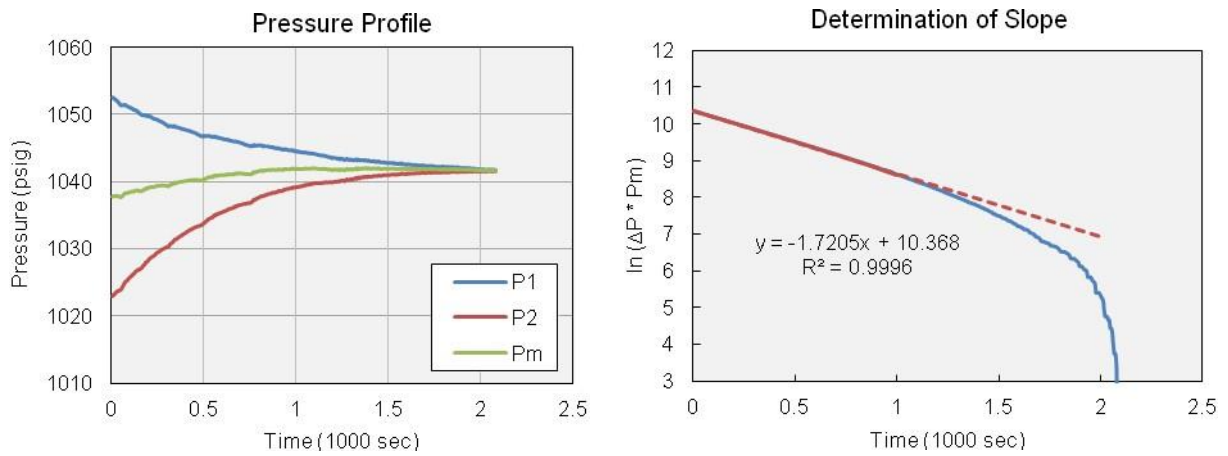 Pressure Profile
1060
1050
1040
1030
1020
1010
Pressure (psig)
0
0.5
1
1.5
2
2.5
Time (1000 sec)
P1
P2
Pm
Determination of Slope
12
11
10
9
8
7
6
5
4
3
ln (ΔP * Pm)
y = -1.7205x + 10.368
R² = 0.9996
0
0.5
1
1.5
2
2.5
Time (1000 sec)